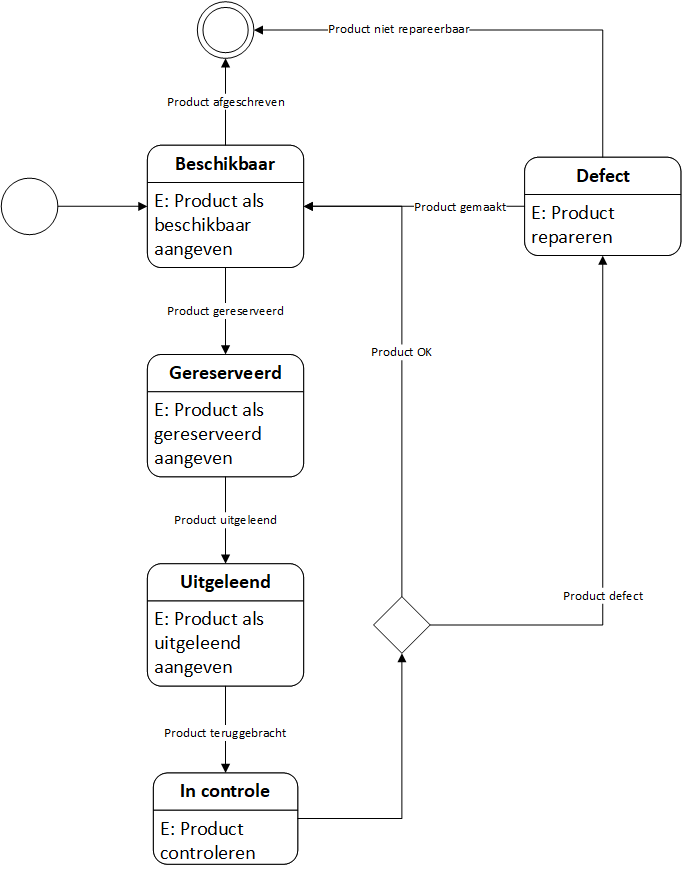 Product niet repareerbaar
Product afgeschreven
Beschikbaar
E: Product als
beschikbaar
aangeven
Defect
E: Product
repareren
Product gemaakt
Product gereserveerd
Product OK
Gereserveerd
E: Product als
gereserveerd
aangeven
Product uitgeleend
Uitgeleend
E: Product als
uitgeleend
aangeven
Product defect
Product teruggebracht
In controle
E: Product
controleren